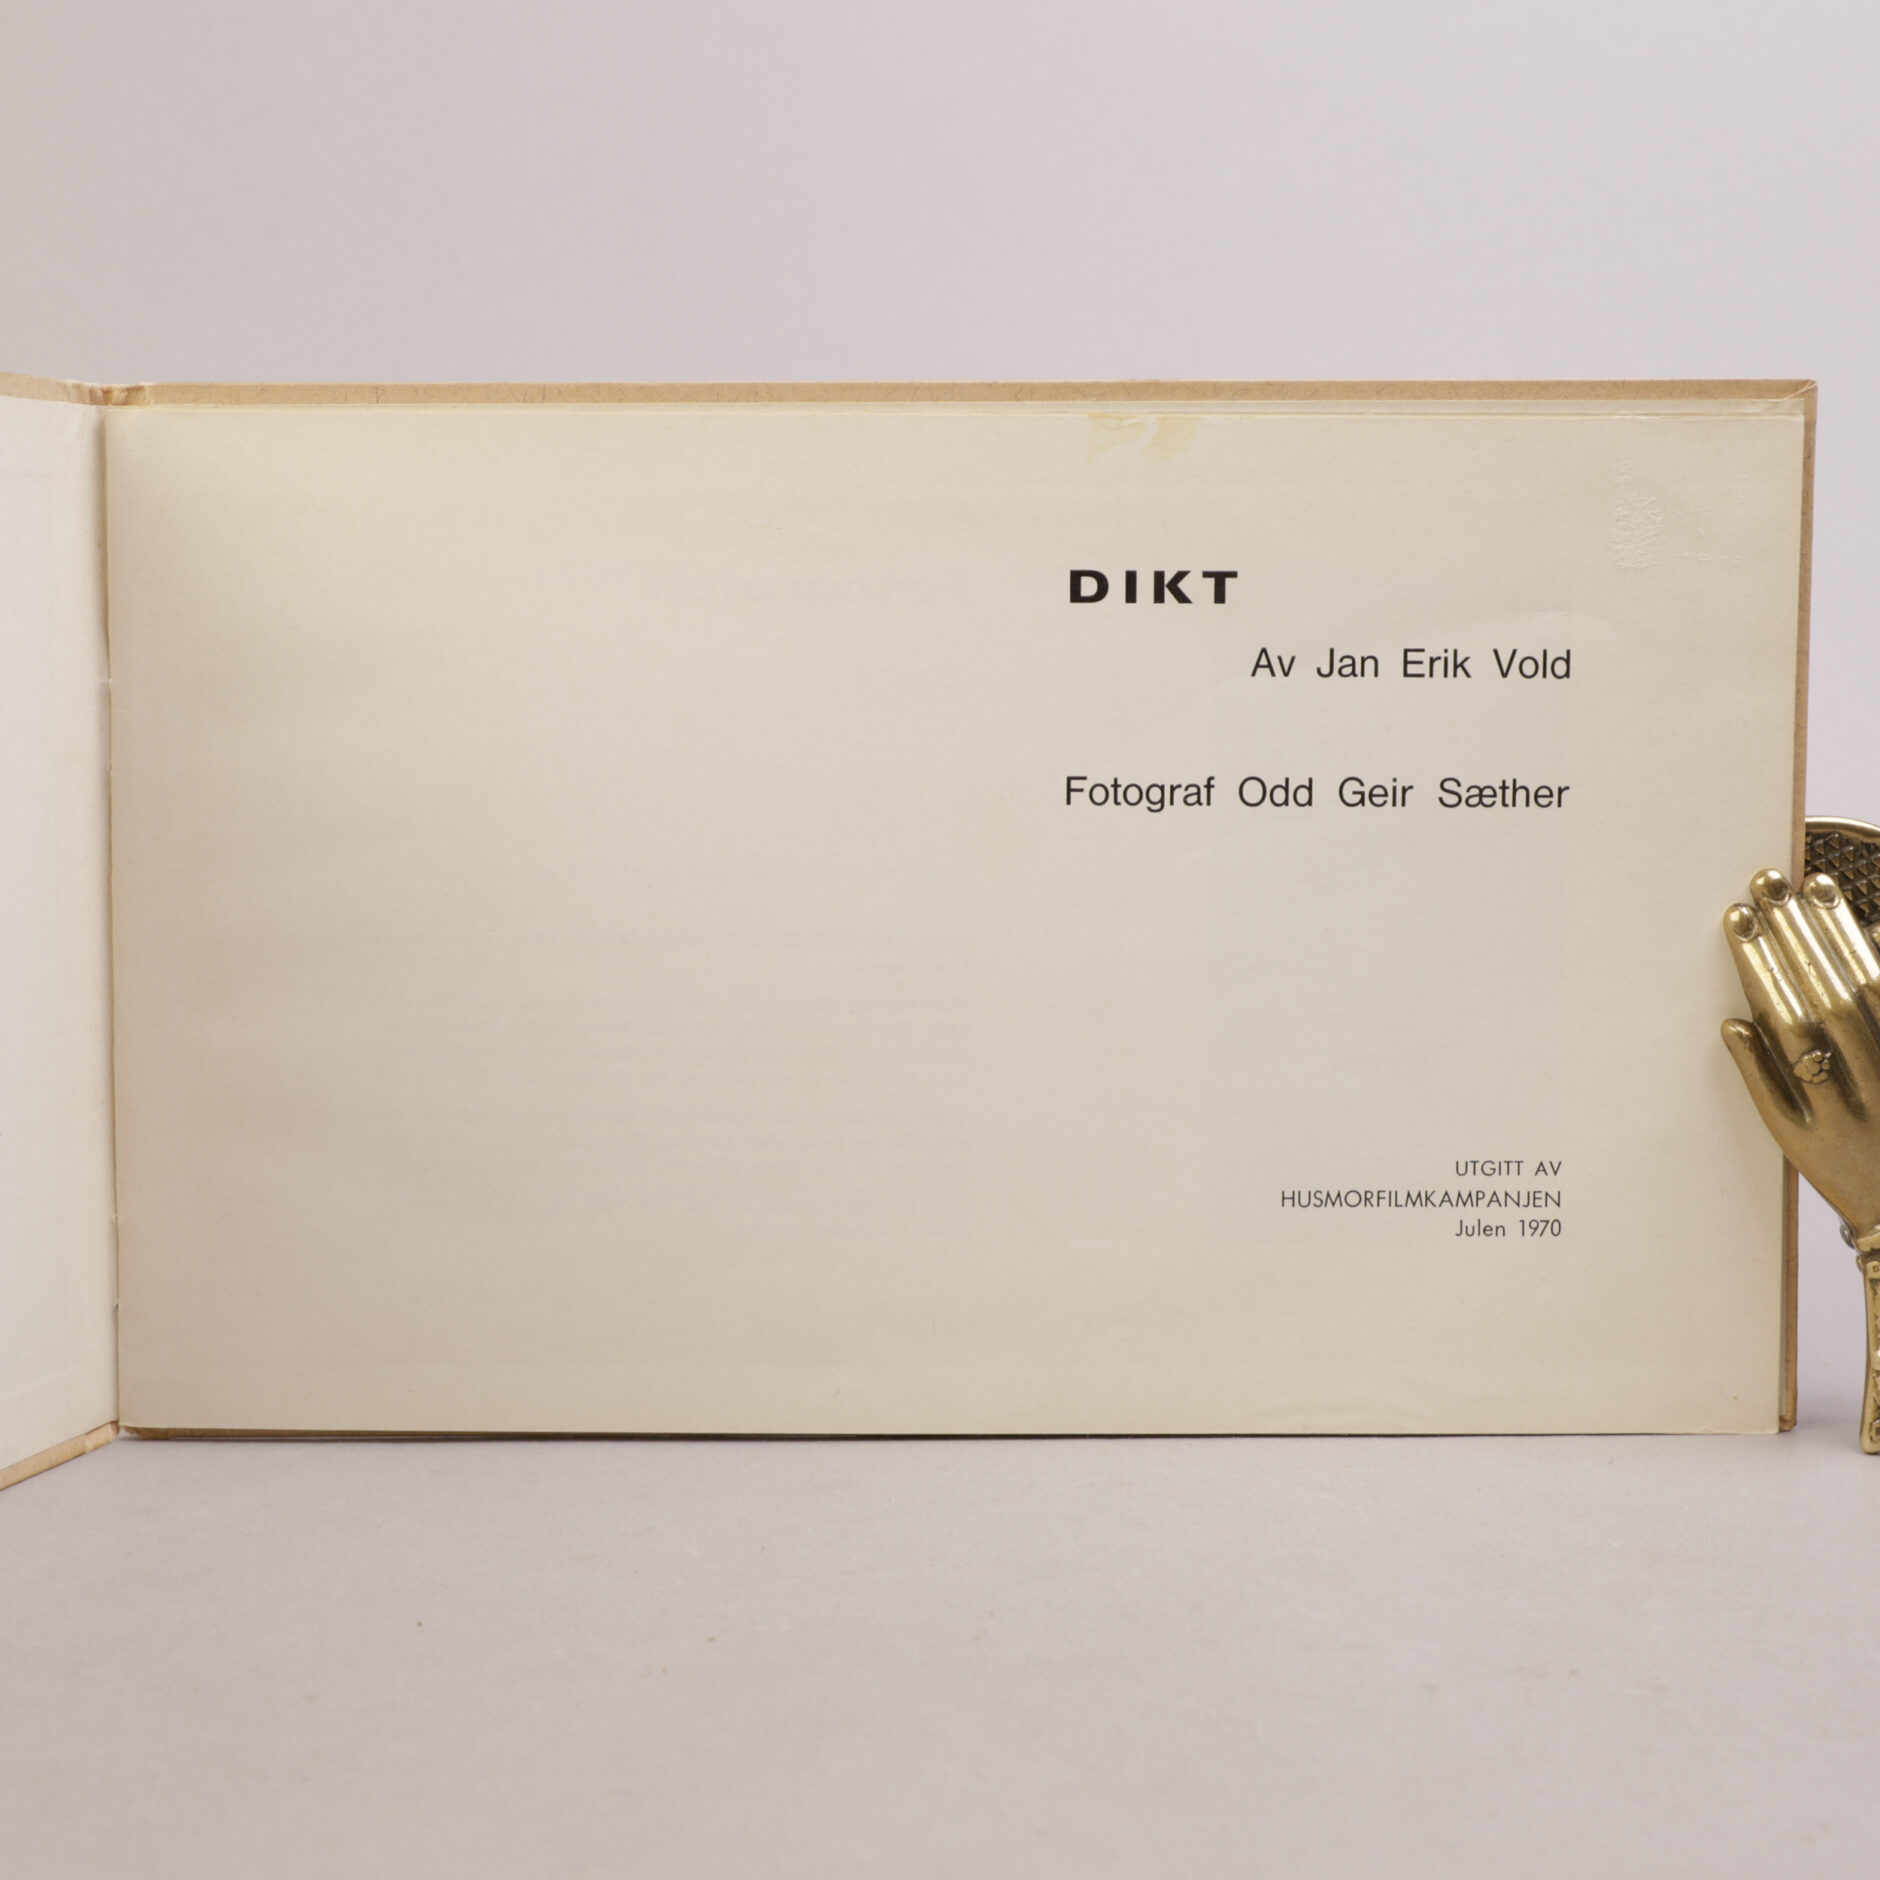 DIKT
Av Jan Erik Vold
Fotograf Odd Geir Sæther
UTGITT AV
HUSMORFILMKAMPANJEN
Julen 1970